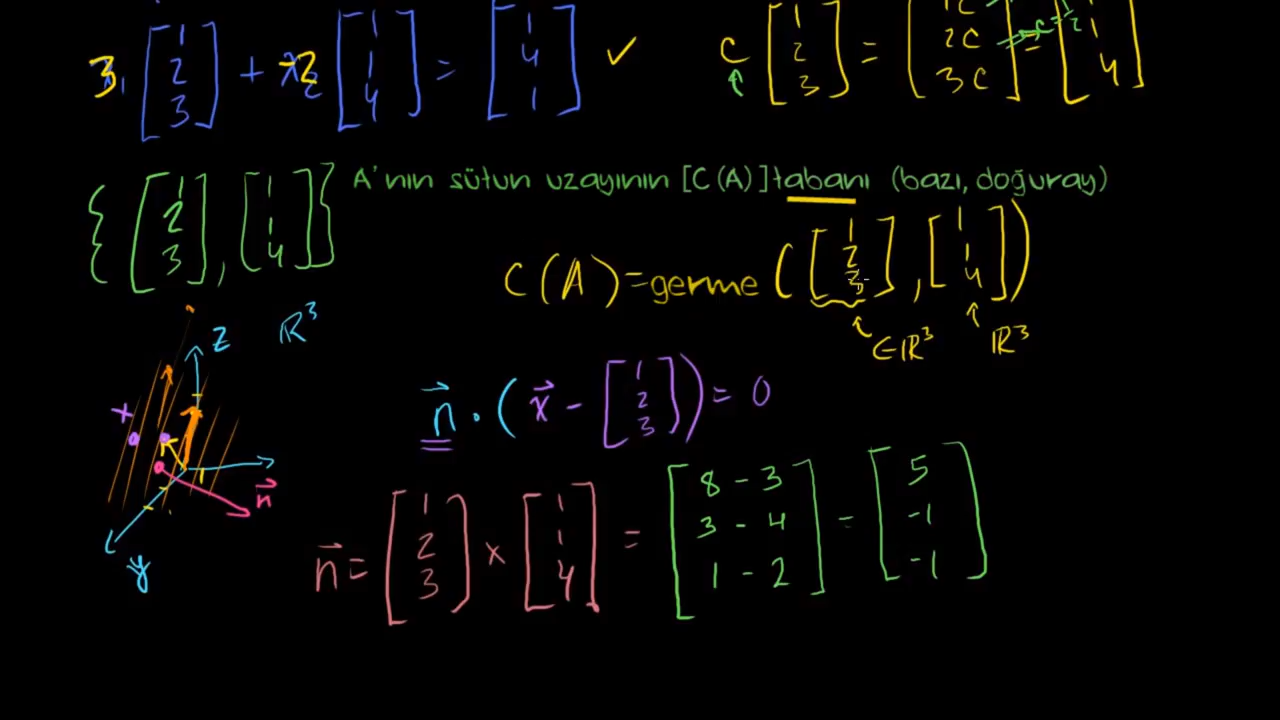 3 [1 2 3] + 2 [1 1 4] = [1 4 1] ✓ c [1 2 3] = [1c 2c 3c] = [1 1 4]
{[1 2 3], [1 1 4]} A'nın sütun uzayının [C(A)] tabanı (bazı, doğuray)
C(A) = germe ([1 2 3], [1 1 4])
∈ ℝ³ ℝ³
z ℝ³
n⃗ · (x⃗ - [1 2 3]) = 0
x
n⃗
y
n⃗ = [1 2 3] × [1 1 4] = [8 - 3 3 - 4 1 - 2] = [5 -1 -1]